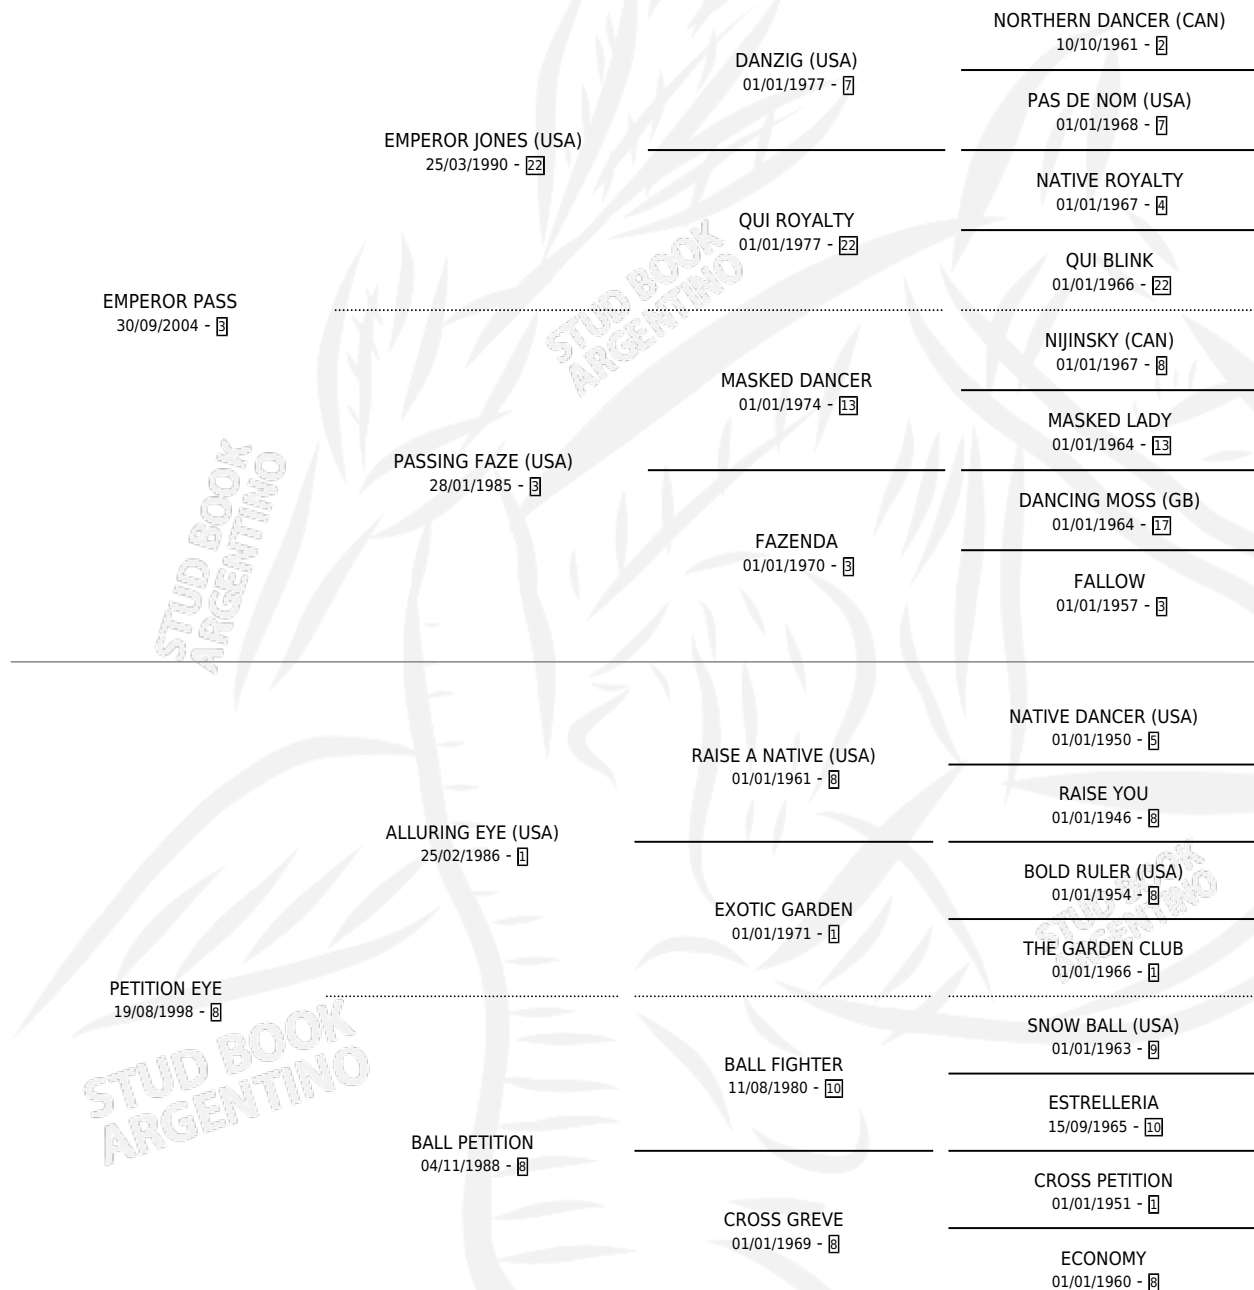 NORTHERN DANCER (CAN)
10/10/1961 - 2
DANZIG (USA)
01/01/1977 - 7
PAS DE NOM (USA)
01/01/1968 - 7
EMPEROR JONES (USA)
25/03/1990 - 22
NATIVE ROYALTY
01/01/1967 - 4
QUI ROYALTY
01/01/1977 - 22
QUI BLINK
01/01/1966 - 22
EMPEROR PASS
30/09/2004 - 3
NIJINSKY (CAN)
01/01/1967 - 8
MASKED DANCER
01/01/1974 - 13
MASKED LADY
01/01/1964 - 13
PASSING FAZE (USA)
28/01/1985 - 3
DANCING MOSS (GB)
01/01/1964 - 17
FAZENDA
01/01/1970 - 3
FALLOW
01/01/1957 - 3
NATIVE DANCER (USA)
01/01/1950 - 5
RAISE A NATIVE (USA)
01/01/1961 - 8
RAISE YOU
01/01/1946 - 8
ALLURING EYE (USA)
25/02/1986 - 1
BOLD RULER (USA)
01/01/1954 - 8
EXOTIC GARDEN
01/01/1971 - 1
THE GARDEN CLUB
01/01/1966 - 1
PETITION EYE
19/08/1998 - 8
SNOW BALL (USA)
01/01/1963 - 9
BALL FIGHTER
11/08/1980 - 10
ESTRELLERIA
15/09/1965 - 10
BALL PETITION
04/11/1988 - 8
CROSS PETITION
01/01/1951 - 1
CROSS GREVE
01/01/1969 - 8
ECONOMY
01/01/1960 - 8
STUD BOOK
ARGENTINO
STUD BOOK
ARGENTINO
STUD BOOK
ARGENTINO
STUD BOOK
ARGENTINO